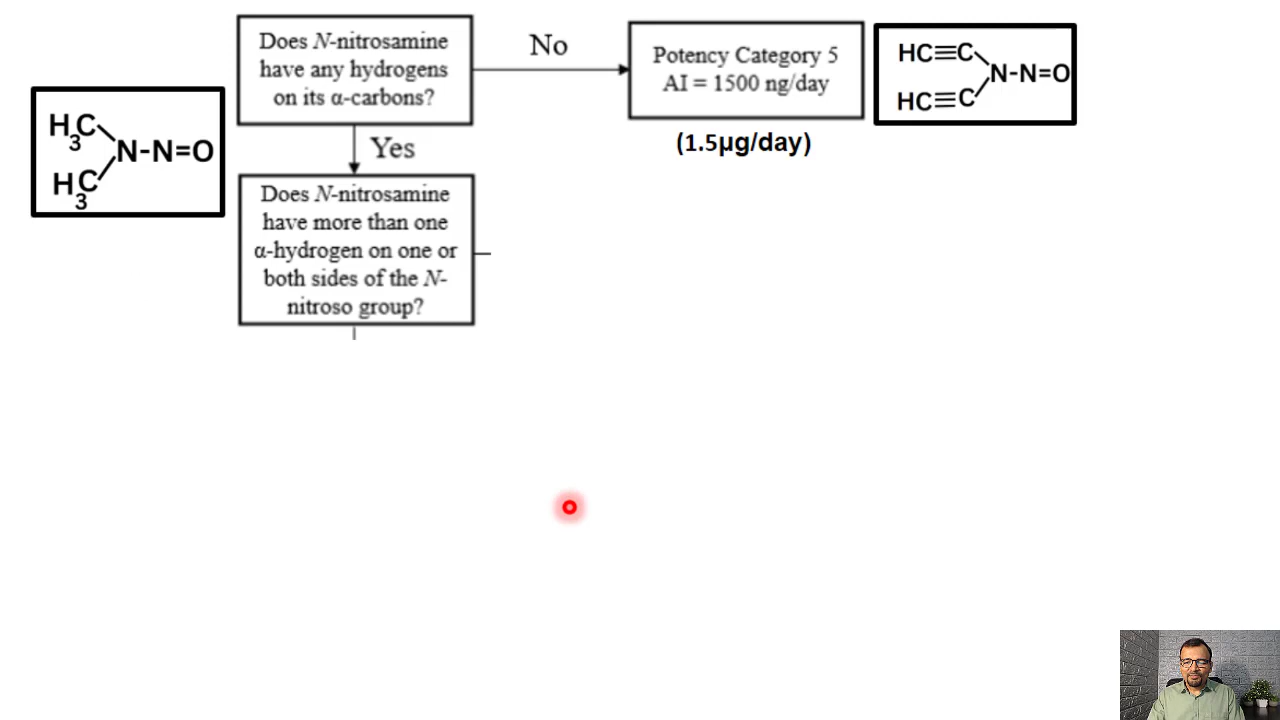 Does N-nitrosamine
have any hydrogens
on its α-carbons?
No
Potency Category 5
AI = 1500 ng/day
(1.5µg/day)
HC≡C
N-N=O
HC≡C
H3C
N-N=O
H3C
Yes
Does N-nitrosamine
have more than one
α-hydrogen on one or
both sides of the N-
nitroso group?